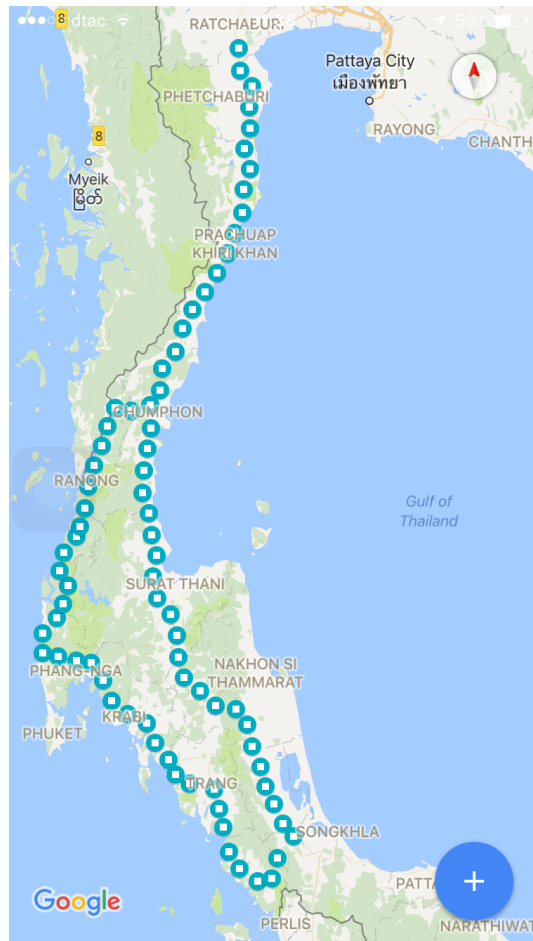 dtac
8
53%
RATCHABURI
Pattaya City
เมืองพัทยา
PHETCHABURI
RAYONG
CHANTH
8
Myeik
မြိတ်
PRACHUAP
KHIRI KHAN
CHUMPHON
RANONG
Gulf of
Thailand
SURAT THANI
NAKHON SI
THAMMARAT
PHANG-NGA
KRABI
PHUKET
TRANG
SONGKHLA
PATTA
+
Google
PERLIS
NARATHIWAT